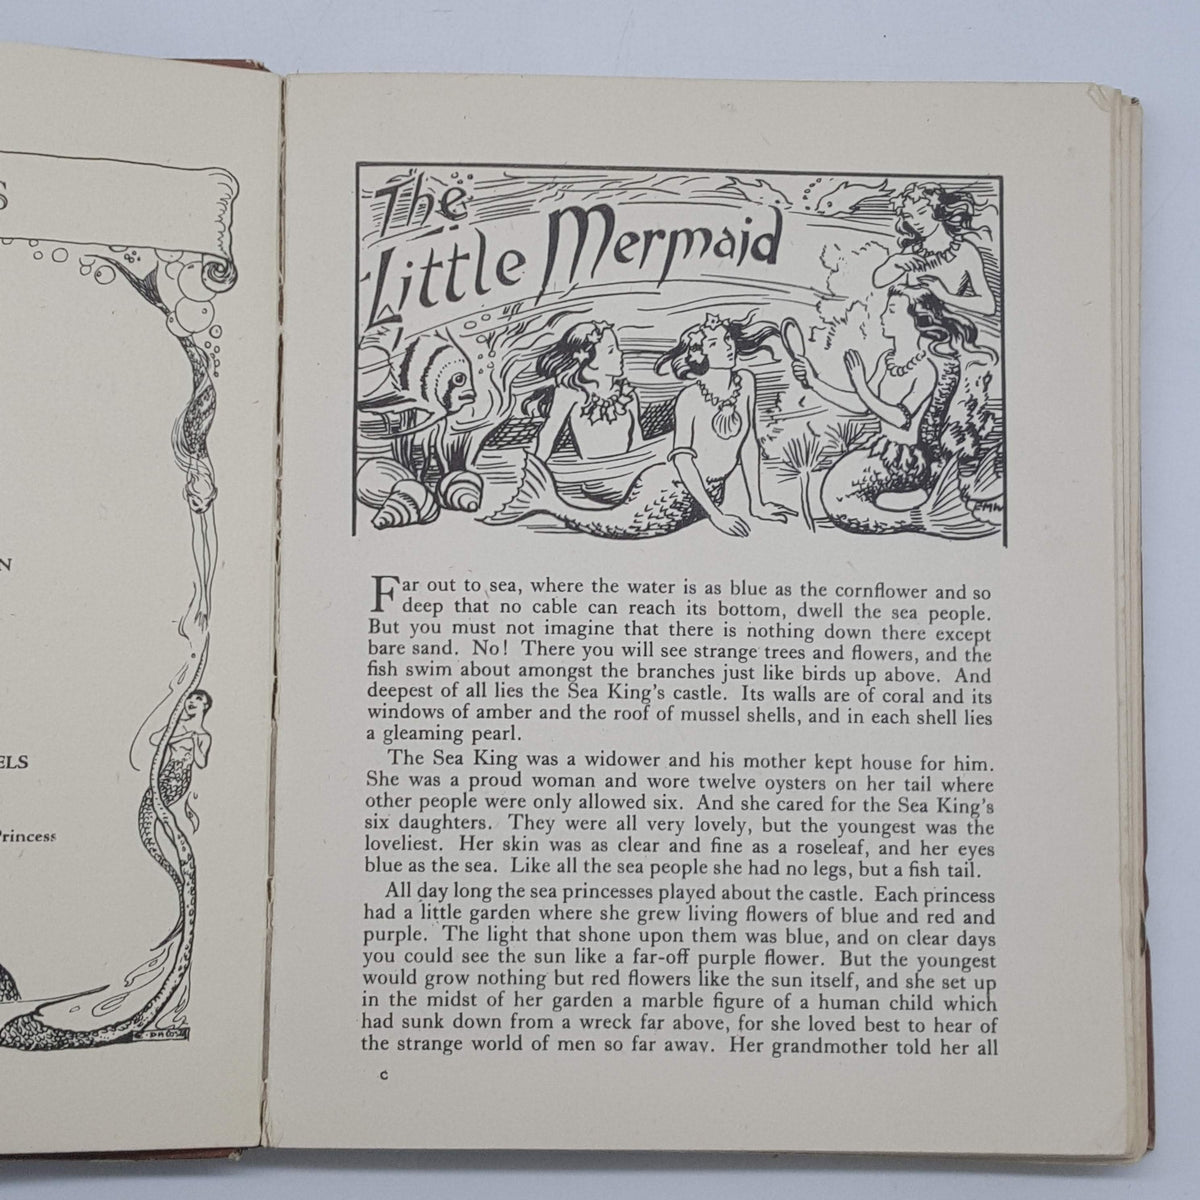 S
N
ELS
Princess
The
Little Mermaid
EMW
Far out to sea, where the water is as blue as the cornflower and so
deep that no cable can reach its bottom, dwell the sea people.
But you must not imagine that there is nothing down there except
bare sand. No! There you will see strange trees and flowers, and the
fish swim about amongst the branches just like birds up above. And
deepest of all lies the Sea King's castle. Its walls are of coral and its
windows of amber and the roof of mussel shells, and in each shell lies
a gleaming pearl.
The Sea King was a widower and his mother kept house for him.
She was a proud woman and wore twelve oysters on her tail where
other people were only allowed six. And she cared for the Sea King's
six daughters. They were all very lovely, but the youngest was the
loveliest. Her skin was as clear and fine as a roseleaf, and her eyes
blue as the sea. Like all the sea people she had no legs, but a fish tail.
All day long the sea princesses played about the castle. Each princess
had a little garden where she grew living flowers of blue and red and
purple. The light that shone upon them was blue, and on clear days
you could see the sun like a far-off purple flower. But the youngest
would grow nothing but red flowers like the sun itself, and she set up
in the midst of her garden a marble figure of a human child which
had sunk down from a wreck far above, for she loved best to hear of
the strange world of men so far away. Her grandmother told her all
C